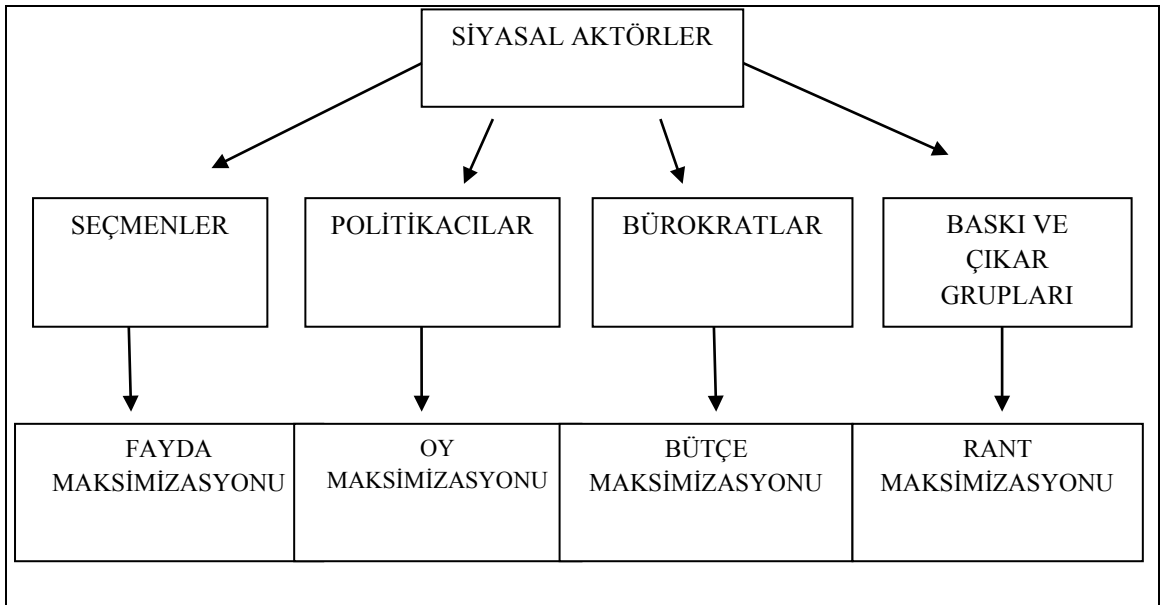 SİYASAL AKTÖRLER
SEÇMENLER
POLİTİKACILAR
BÜROKRATLAR
BASKI VE
ÇIKAR
GRUPLARI
FAYDA
MAKSİMİZASYONU
OY
MAKSİMİZASYONU
BÜTÇE
MAKSİMİZASYONU
RANT
MAKSİMİZASYONU